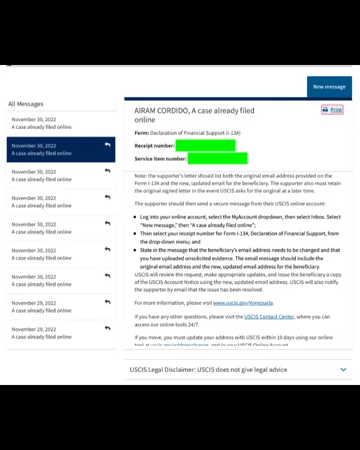 New message
All Messages
November 30, 2022
A case already filed online
November 30, 2022
A case already filed online
November 30, 2022
A case already filed online
November 30, 2022
A case already filed online
November 30, 2022
A case already filed online
November 30, 2022
A case already filed online
November 30, 2022
A case already filed online
November 29, 2022
A case already filed online
November 29, 2022
A case already filed online
AIRAM CORDIDO, A case already filed
online
Print
Form: Declaration of Financial Support (I-134)
Receipt number:
Service item number:
Note: the supporter's letter should list both the original email address provided on the
Form I-134 and the new, updated email for the beneficiary. The supporter also must retain
the original signed letter in the event USCIS asks for the original at a later time.
The supporter should then send a secure message from their USCIS online account:
• Log into your online account, select the MyAccount dropdown, then select Inbox. Select
"New message," then "A case already filed online";
• Then select your receipt number for Form I-134, Declaration of Financial Support, from
the drop-down menu; and
• State in the message that the beneficiary's email address needs to be changed and that
you have uploaded unsolicited evidence. The email message should include the
original email address and the new, updated email address for the beneficiary.
USCIS will review the request, make appropriate updates, and issue the beneficiary a copy
of the USCIS Account Notice using the new, updated email address. USCIS will also notify
the supporter by email that the issue has been resolved.
For more information, please visit www.uscis.gov/Venezuela.
If you have any other questions, please visit the USCIS Contact Center, where you can
access our online tools 24/7.
If you move, you must update your address with USCIS within 10 days using our online
USCIS Legal Disclaimer: USCIS does not give legal advice